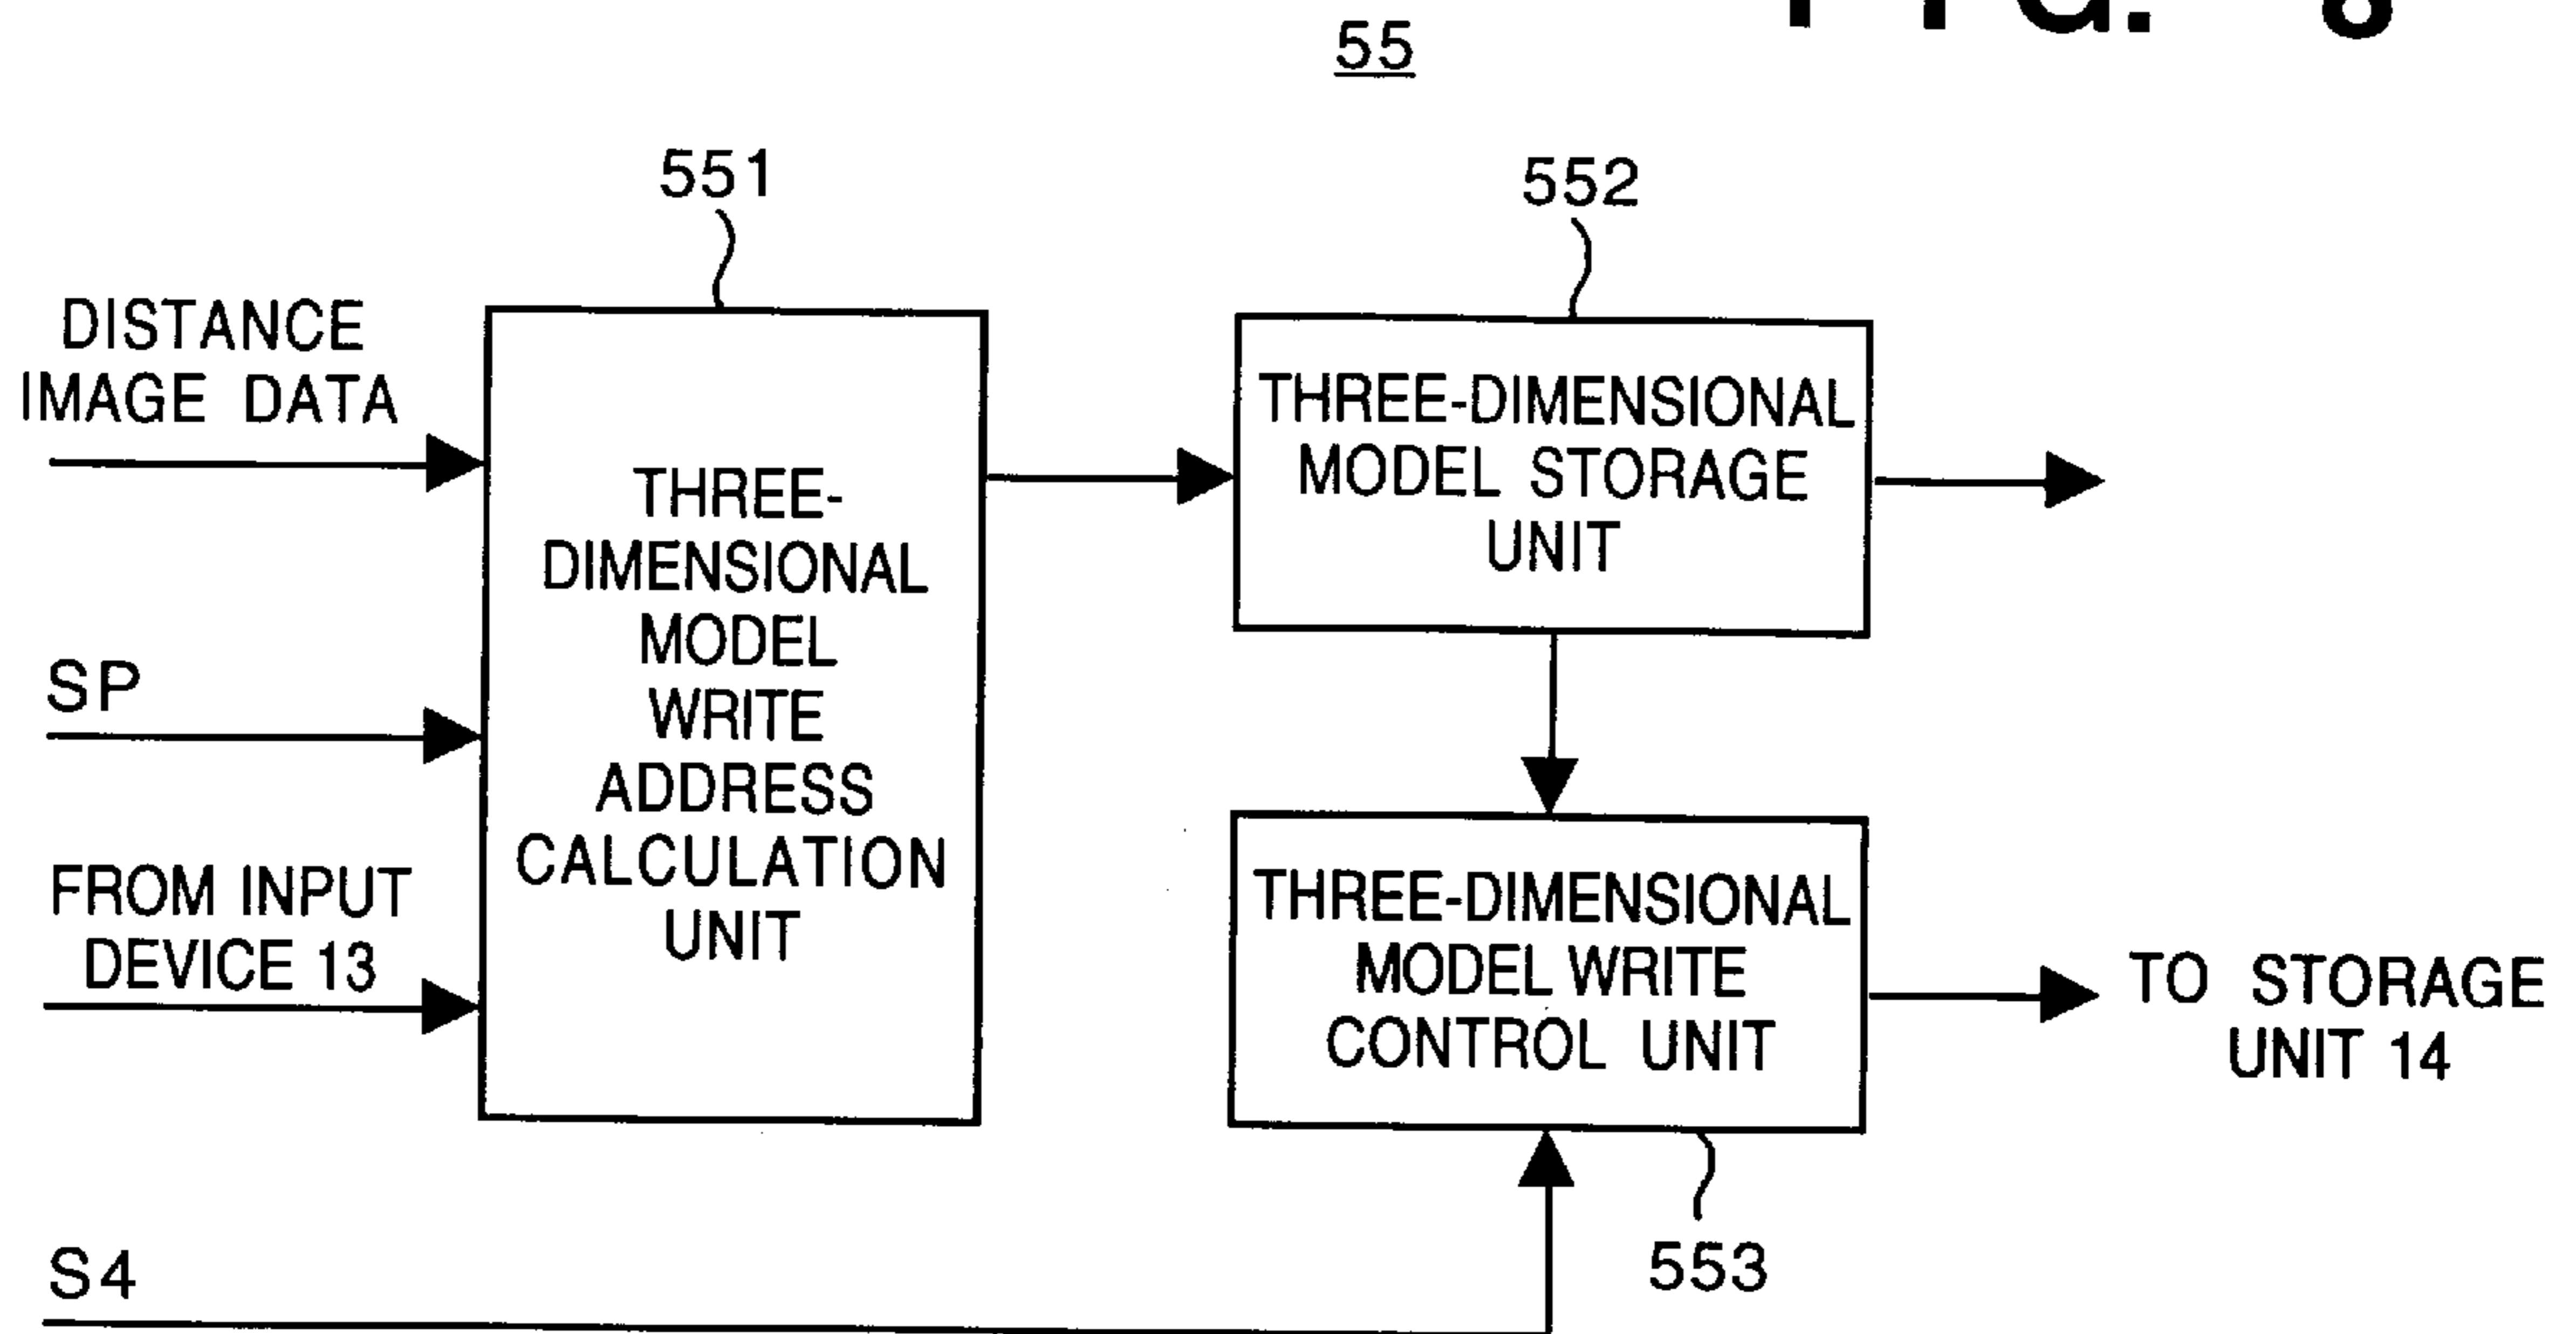 55
551
552
DISTANCE
IMAGE DATA
SP
FROM INPUT
DEVICE 13
THREE-
DIMENSIONAL
MODEL
WRITE
ADDRESS
CALCULATION
UNIT
THREE-DIMENSIONAL
MODEL STORAGE
UNIT
THREE-DIMENSIONAL
MODEL WRITE
CONTROL UNIT
TO STORAGE
UNIT 14
553
S4